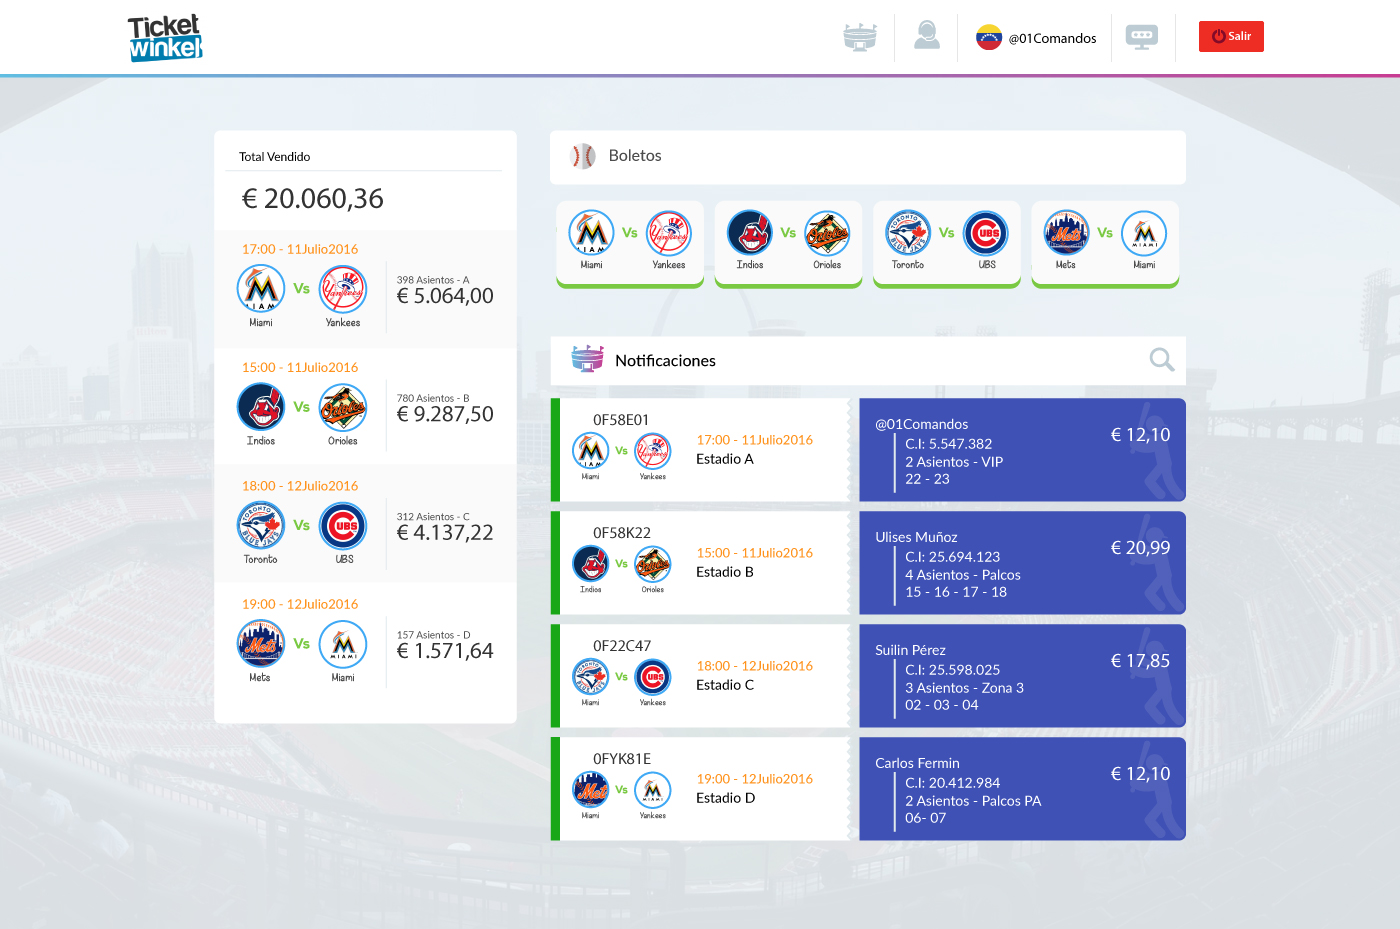 Ticket
winkel
@01Comandos
Salir
Total Vendido
€ 20.060,36
17:00 - 11Julio2016
Vs
Miami
Yankees
398 Asientos - A
€ 5.064,00
15:00 - 11Julio2016
Vs
Indios
Orioles
780 Asientos - B
€ 9.287,50
18:00 - 12Julio2016
TORONTO
BLUE JAYS
Vs
CUBS
Toronto
UBS
312 Asientos - C
€ 4.137,22
19:00 - 12Julio2016
Mets
Vs
MIAMI
Mets
Miami
157 Asientos - D
€ 1.571,64
Boletos
Vs
Miami
Yankees
Vs
Indios
Orioles
Vs
Toronto
UBS
Vs
Mets
Miami
Notificaciones
0F58E01
Vs
Miami
Yankees
17:00 - 11Julio2016
Estadio A
@01Comandos
C.I: 5.547.382
2 Asientos - VIP
22 - 23
€ 12,10
0F58K22
Vs
Indios
Orioles
15:00 - 11Julio2016
Estadio B
Ulises Muñoz
C.I: 25.694.123
4 Asientos - Palcos
15 - 16 - 17 - 18
€ 20,99
0F22C47
Vs
Miami
Yankees
18:00 - 12Julio2016
Estadio C
Suilin Pérez
C.I: 25.598.025
3 Asientos - Zona 3
02 - 03 - 04
€ 17,85
0FYK81E
Vs
Miami
Yankees
19:00 - 12Julio2016
Estadio D
Carlos Fermin
C.I: 20.412.984
2 Asientos - Palcos PA
06- 07
€ 12,10